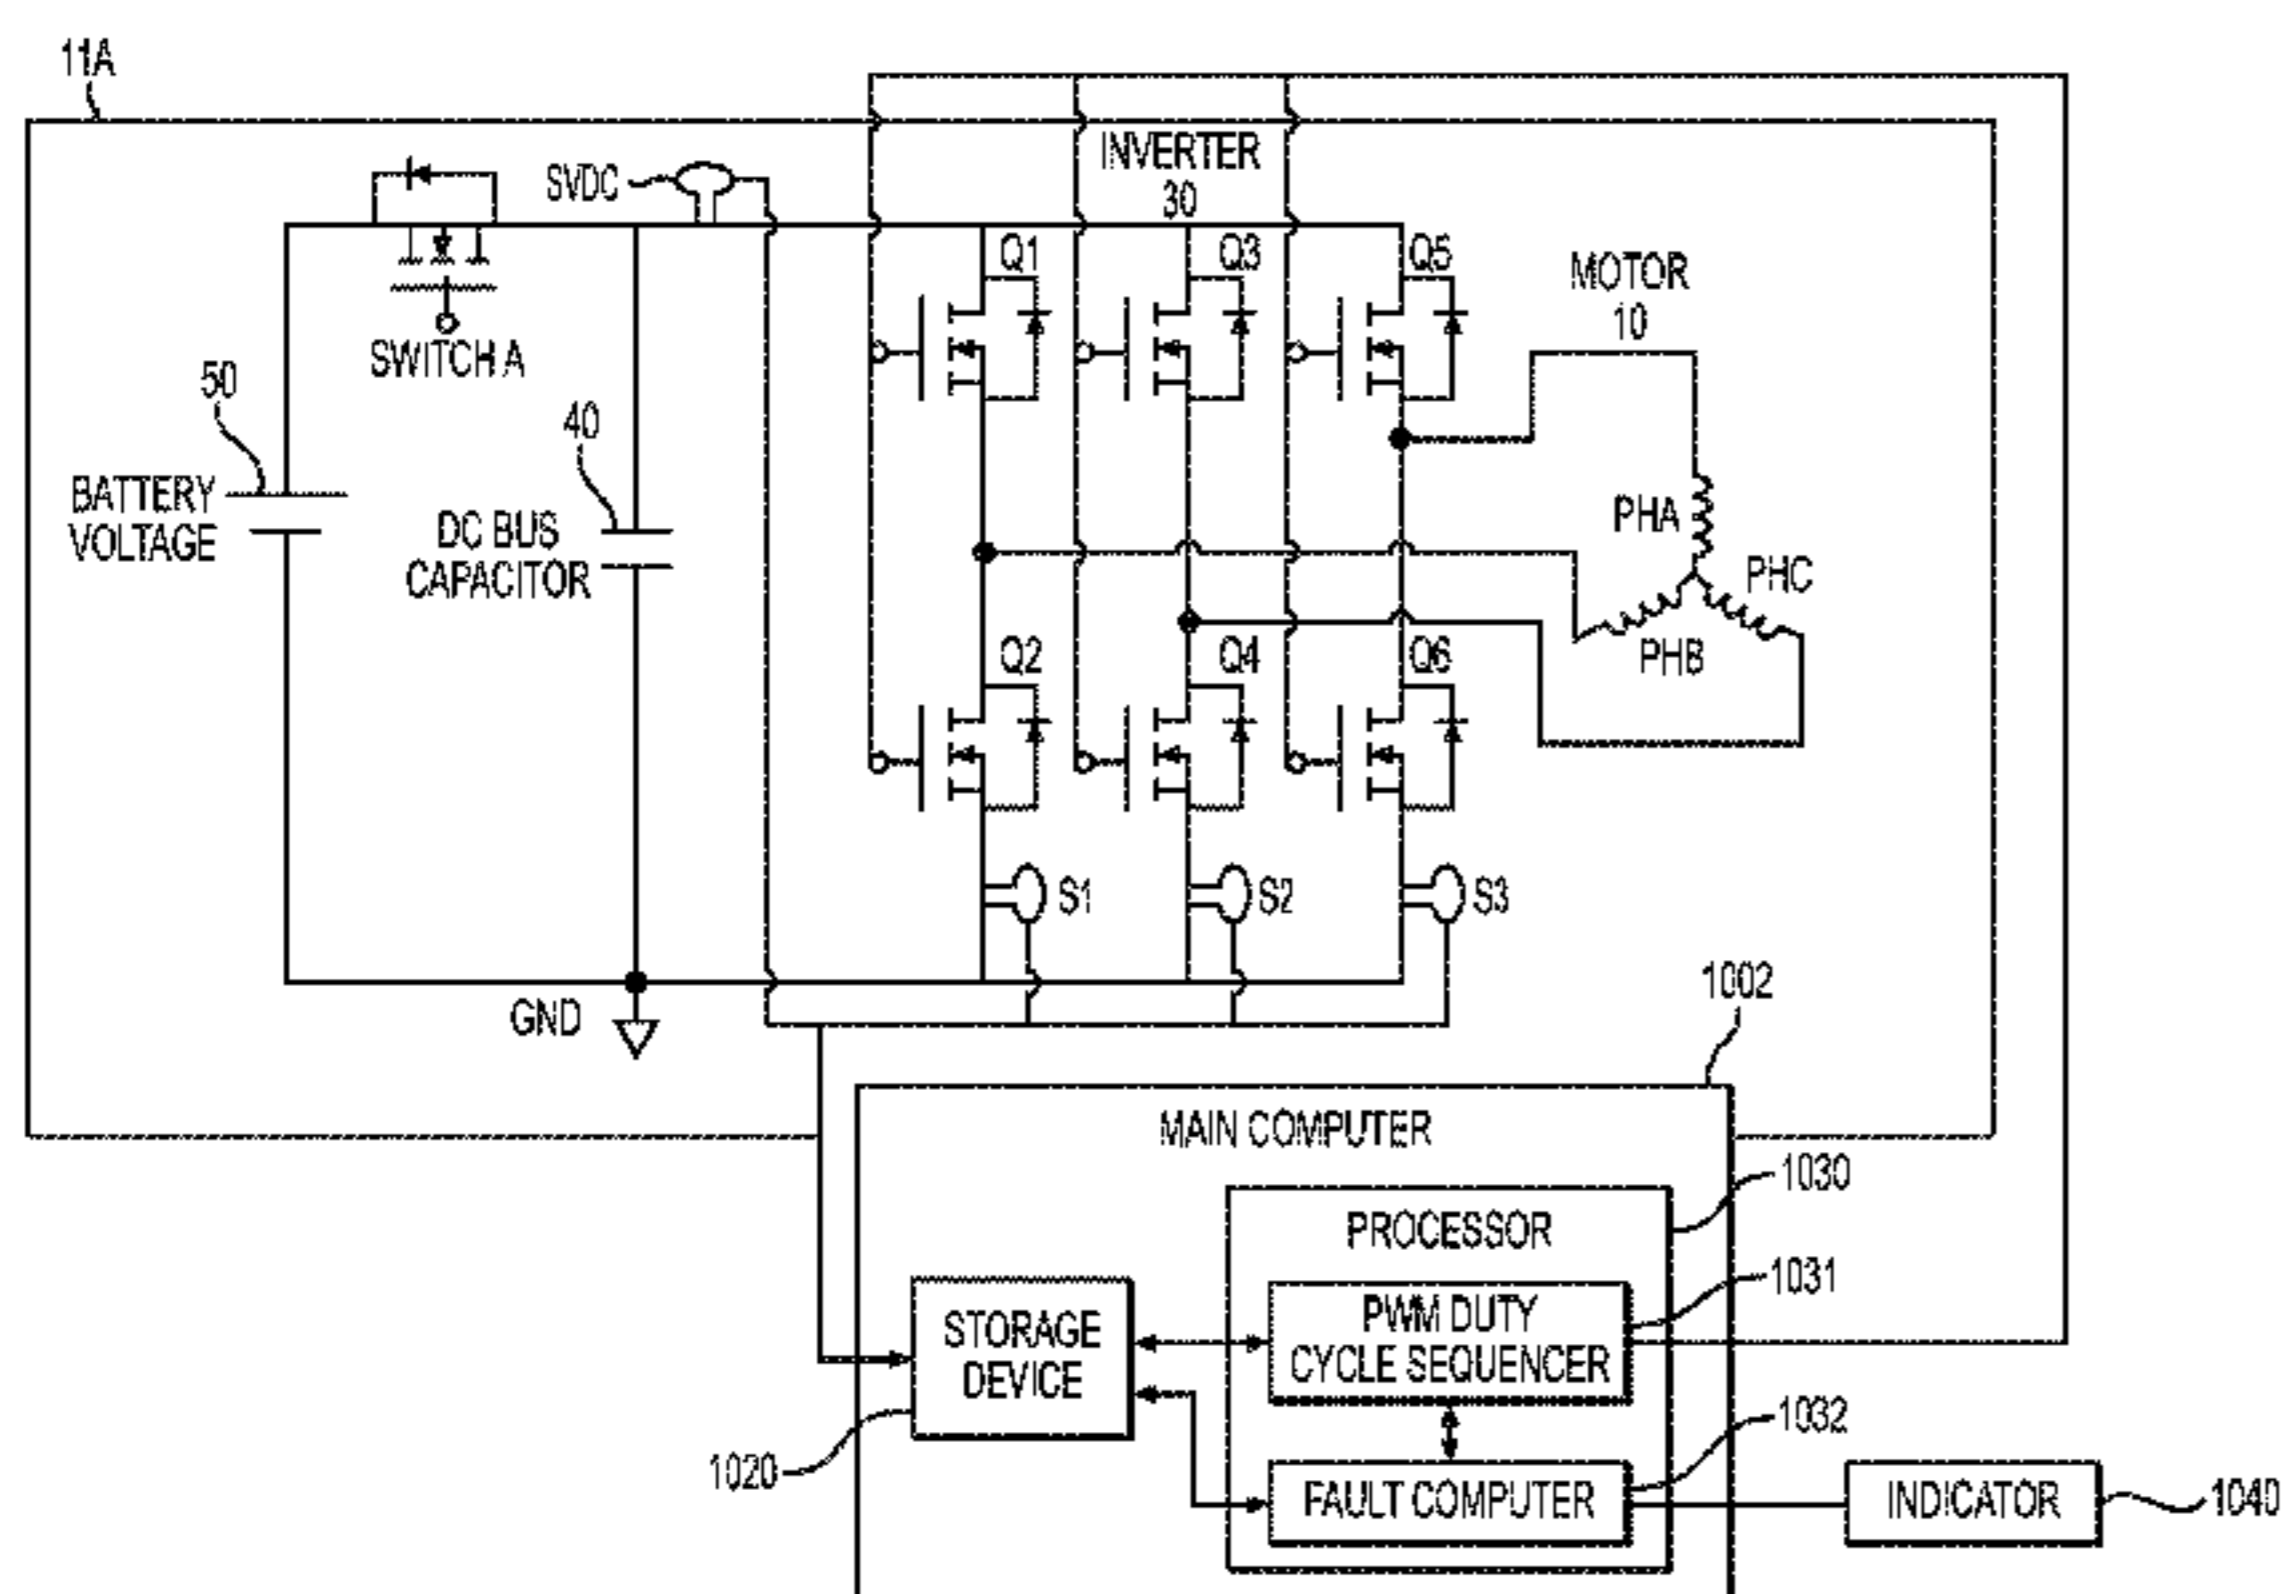 11A
INVERTER
30
SVDC
Q1
Q3
Q5
MOTOR
10
SWITCH A
50
40
BATTERY
VOLTAGE
DC BUS
CAPACITOR
PHA
PHC
PHB
Q2
Q4
Q6
S1
S2
S3
GND
1002
MAIN COMPUTER
1030
PROCESSOR
1031
PWM DUTY
CYCLE SEQUENCER
STORAGE
DEVICE
1032
1020
FAULT COMPUTER
INDICATOR
1040